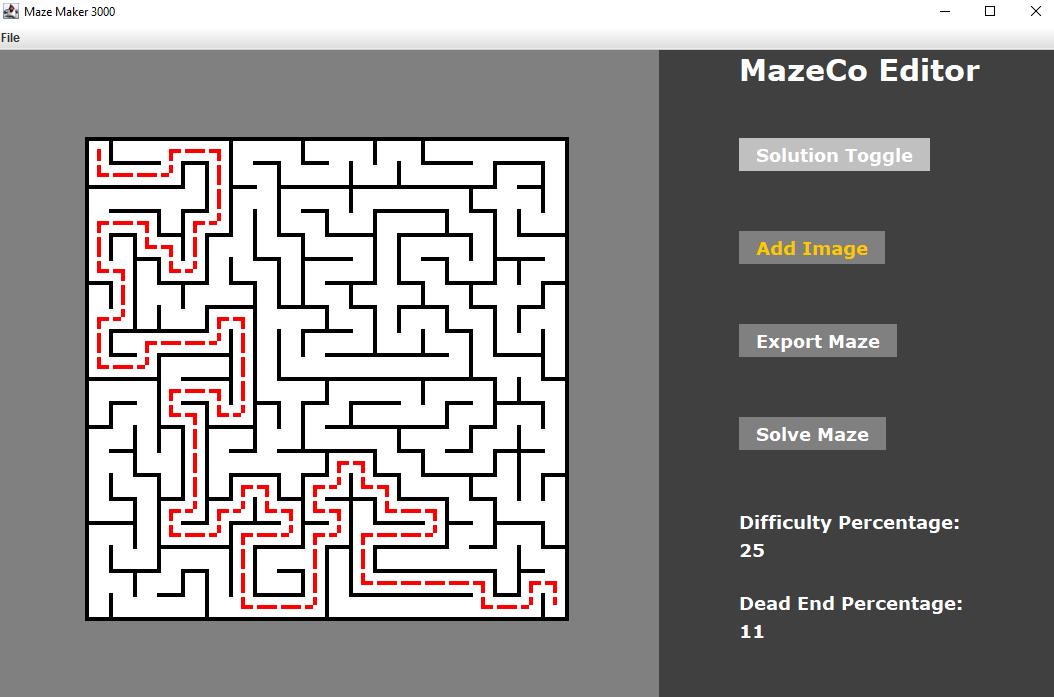 Maze Maker 3000
File
MazeCo Editor
Solution Toggle
Add Image
Export Maze
Solve Maze
Difficulty Percentage:
25
Dead End Percentage:
11